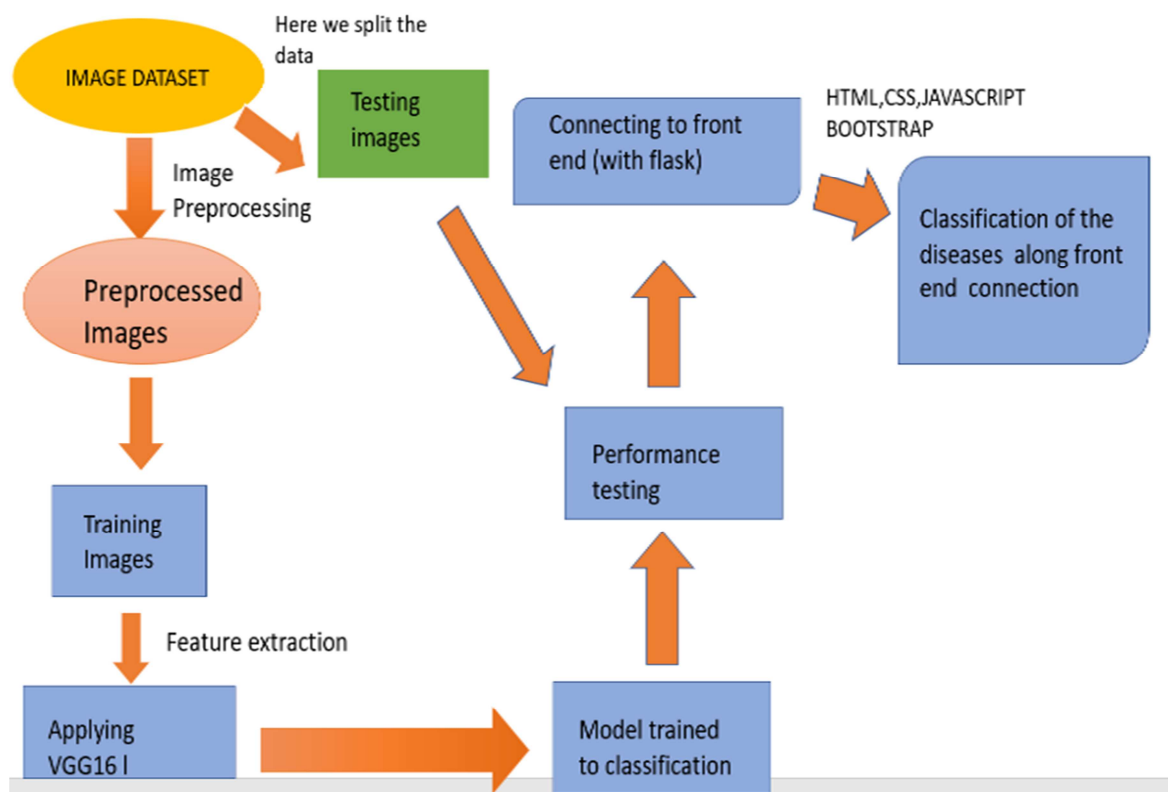 Here we split the
data
IMAGE DATASET
Testing
images
Connecting to front
end (with flask)
HTML,CSS,JAVASCRIPT
BOOTSTRAP
Image
Preprocessing
Classification of the
diseases along front
end connection
Preprocessed
Images
Performance
testing
Training
Images
Feature extraction
Applying
VGG16 l
Model trained
to classification